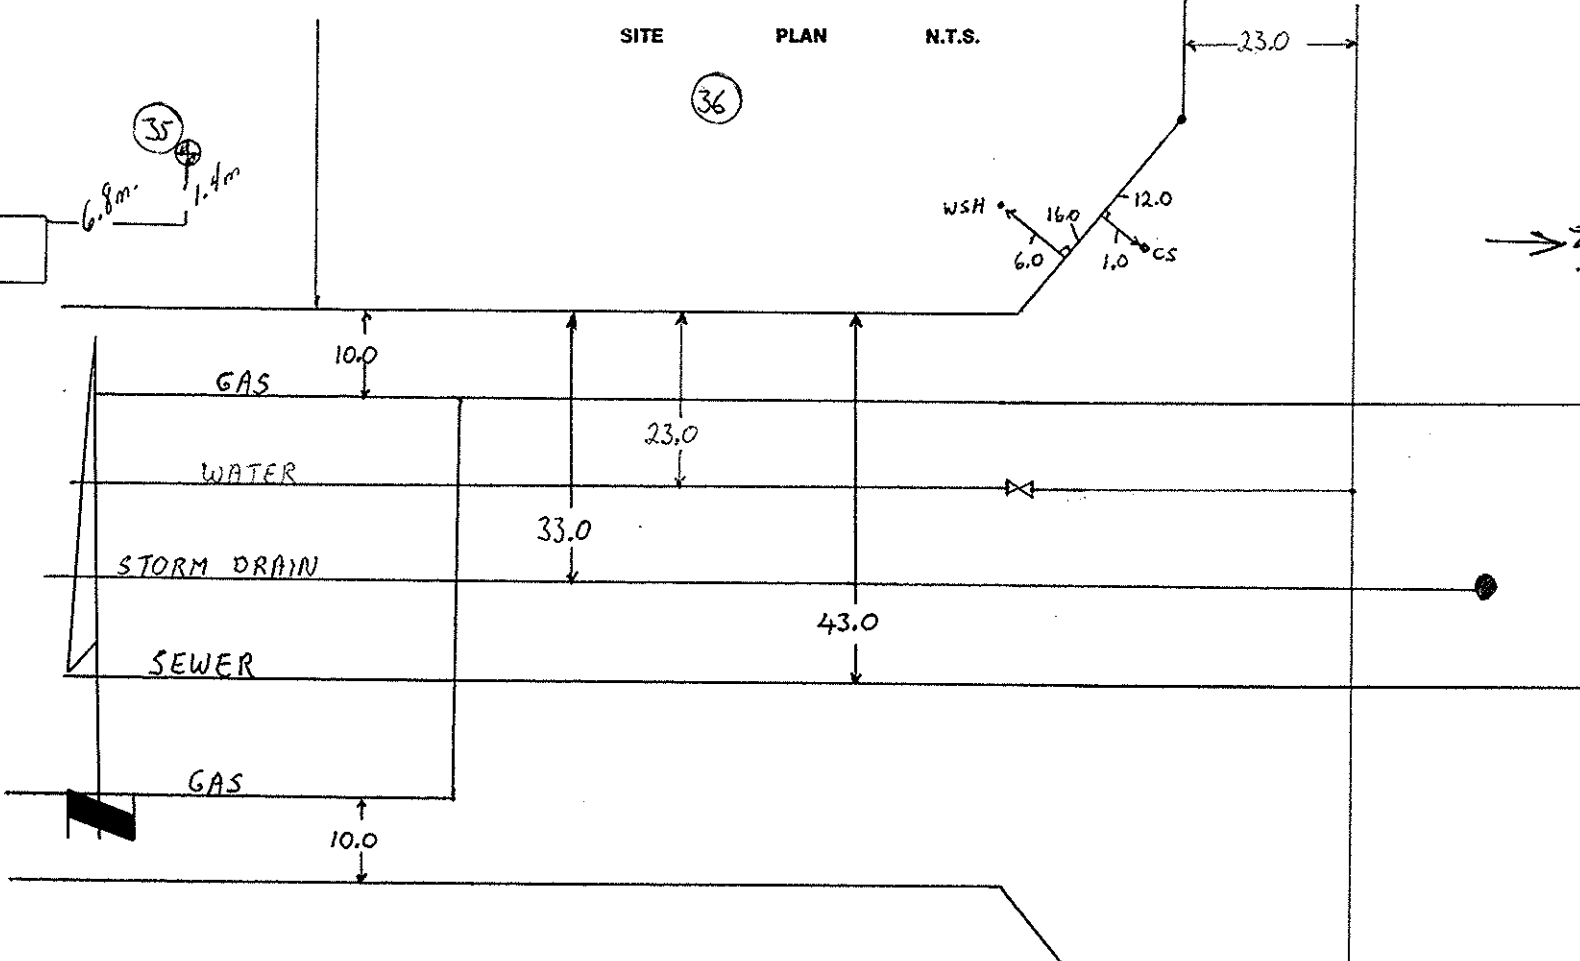 SITE PLAN N.T.S.
23.0
36
35
1.4m
6.8m.
12.0
WSH
16.0
6.0
1.0
CS
10.0
GAS
23.0
WATER
33.0
STORM DRAIN
43.0
SEWER
GAS
10.0